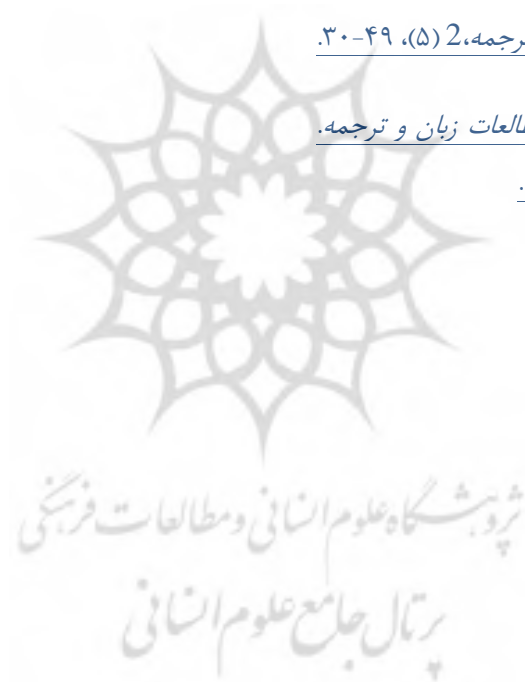 رجمه،2 (۵)، ۴۹-۳۰.
طالعات زبان و ترجمه.
.
پژوهشگاه علوم انسانی و مطالعات فرهنگی
پرتال جامع علوم انسانی